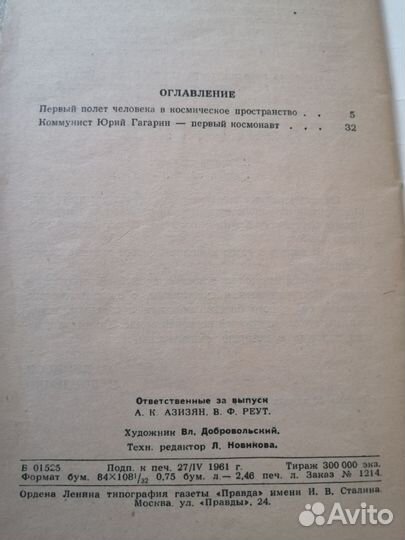 ОГЛАВЛЕНИЕ
Первый полет человека в космическое пространство . . 5
Коммунист Юрий Гагарин — первый космонавт . . . 32
Ответственные за выпуск
А. К. АЗИЗЯН, В. Ф. РЕУТ.
Художник Вл. Добровольский.
Техн. редактор Л. Новикова.
Б 01525 Подп. к печ. 27/IV 1961 г. Тираж 300 000 экз.
Формат бум. 84×108¹/₃₂ 0,75 бум. л — 2,46 печ. л. Заказ № 1214.
Ордена Ленина типография газеты «Правда» имени И. В. Сталина.
Москва, ул. «Правды», 24.
Avito